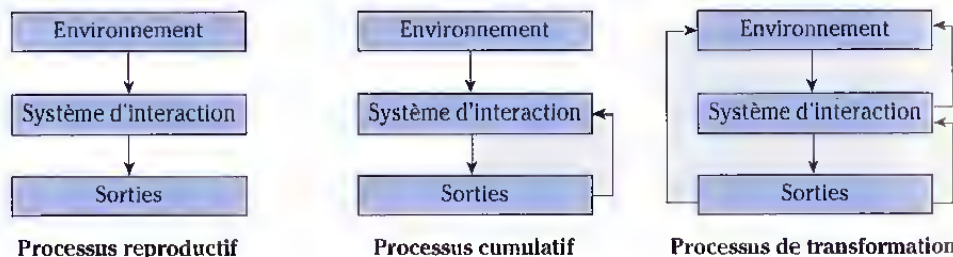 Environnement
Système d'interaction
Sorties
Processus reproductif
Environnement
Système d'interaction
Sorties
Processus cumulatif
Environnement
Système d'interaction
Sorties
Processus de transformation